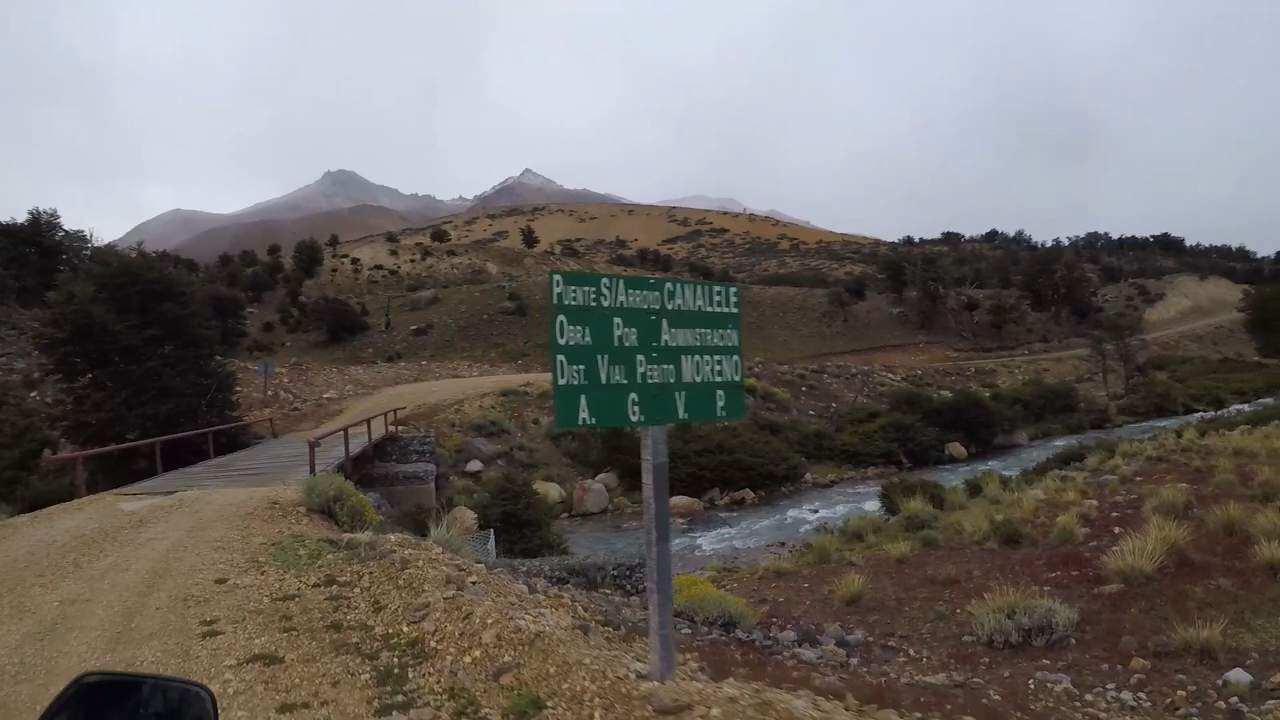 PUENTE S/ARROYO CANALELE
OBRA POR ADMINISTRACIÓN
DIST. VIAL PERITO MORENO
A. G. V. P.